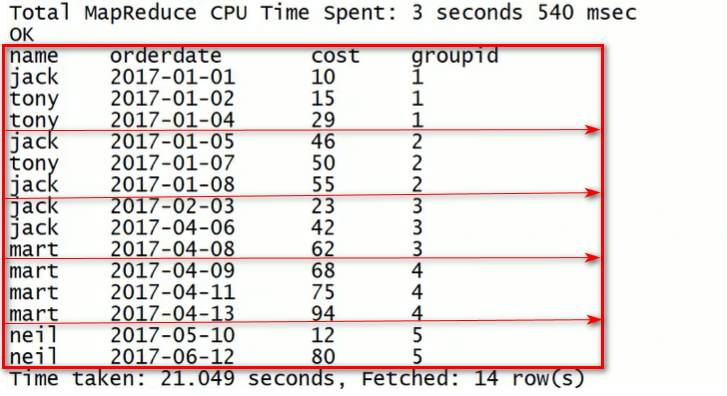 Total MapReduce CPU Time Spent: 3 seconds 540 msec
OK
name orderdate cost groupid
jack 2017-01-01 10 1
tony 2017-01-02 15 1
tony 2017-01-04 29 1
jack 2017-01-05 46 2
tony 2017-01-07 50 2
jack 2017-01-08 55 2
jack 2017-02-03 23 3
jack 2017-04-06 42 3
mart 2017-04-08 62 3
mart 2017-04-09 68 4
mart 2017-04-11 75 4
mart 2017-04-13 94 4
neil 2017-05-10 12 5
neil 2017-06-12 80 5
Time taken: 21.049 seconds, Fetched: 14 row(s)